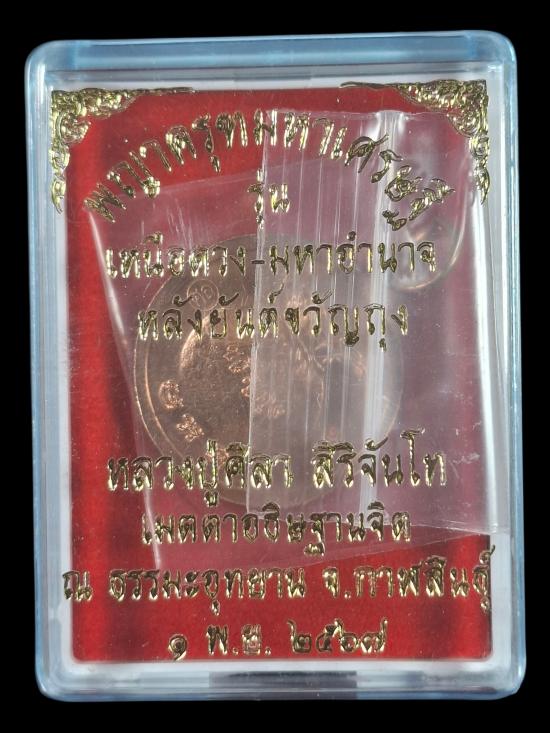 พญาครุฑมหาเศรษฐี
รุ่น
เหนือดวง-มหาอำนาจ
หลังยันต์ขวัญถุง
หลวงปู่ศิลา สิริจันโท
เมตตาอธิษฐานจิต
ณ ธรรมะอุทยาน จ.กาฬสินธุ์
๑ พ.ย. ๒๕๖๗